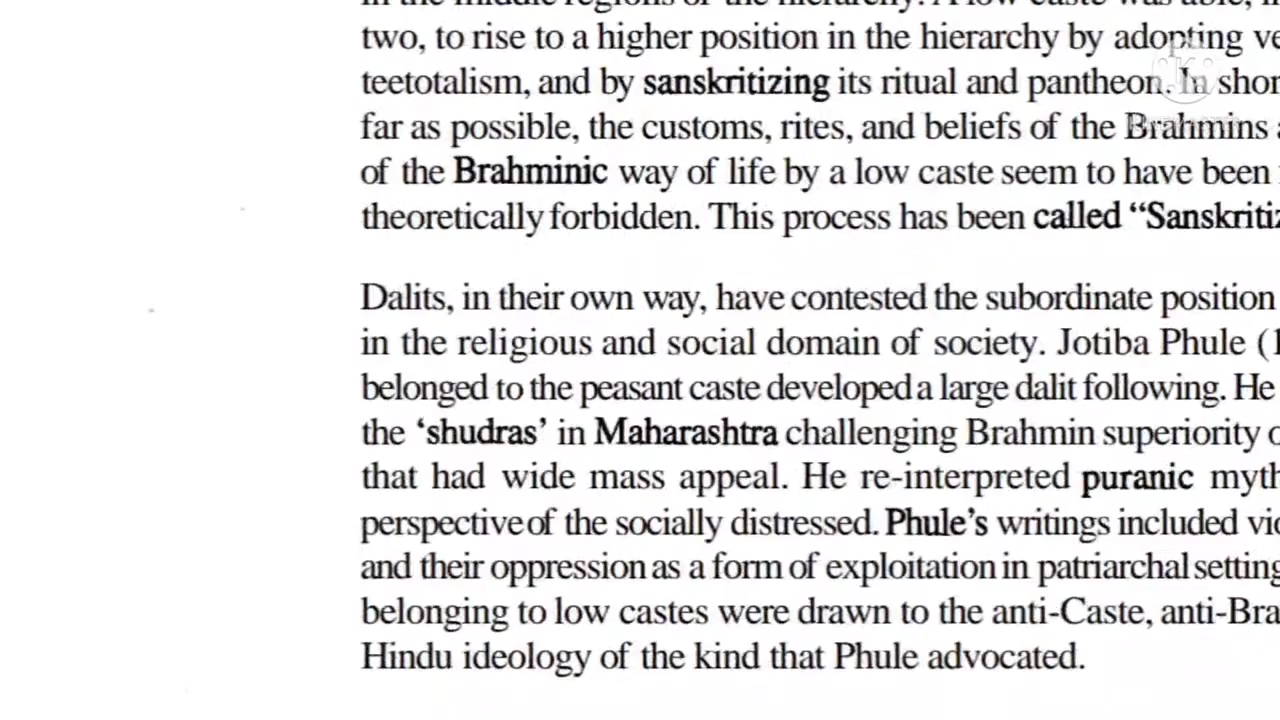 two, to rise to a higher position in the hierarchy by adopting
teetotalism, and by sanskritizing its ritual and pantheon. In
far as possible, the customs, rites, and beliefs of the Brahmins
of the Brahminic way of life by a low caste seem to have been
theoretically forbidden. This process has been called “Sanskritiz
Dalits, in their own way, have contested the subordinate position
in the religious and social domain of society. Jotiba Phule (1
belonged to the peasant caste developed a large dalit following. He
the ‘shudras’ in Maharashtra challenging Brahmin superiority
that had wide mass appeal. He re-interpreted puranic myth
perspective of the socially distressed. Phule’s writings included
and their oppression as a form of exploitation in patriarchal setting
belonging to low castes were drawn to the anti-Caste, anti-Bra
Hindu ideology of the kind that Phule advocated.